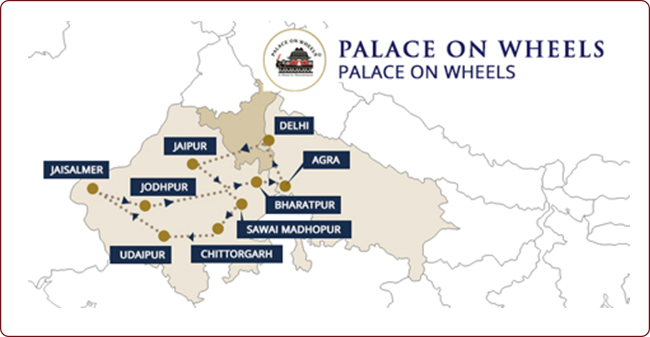 PALACE ON WHEELS
PALACE ON WHEELS
PALACE ON WHEELS
DELHI
JAIPUR
AGRA
JAISALMER
JODHPUR
BHARATPUR
SAWAI MADHOPUR
UDAIPUR
CHITTORGARH